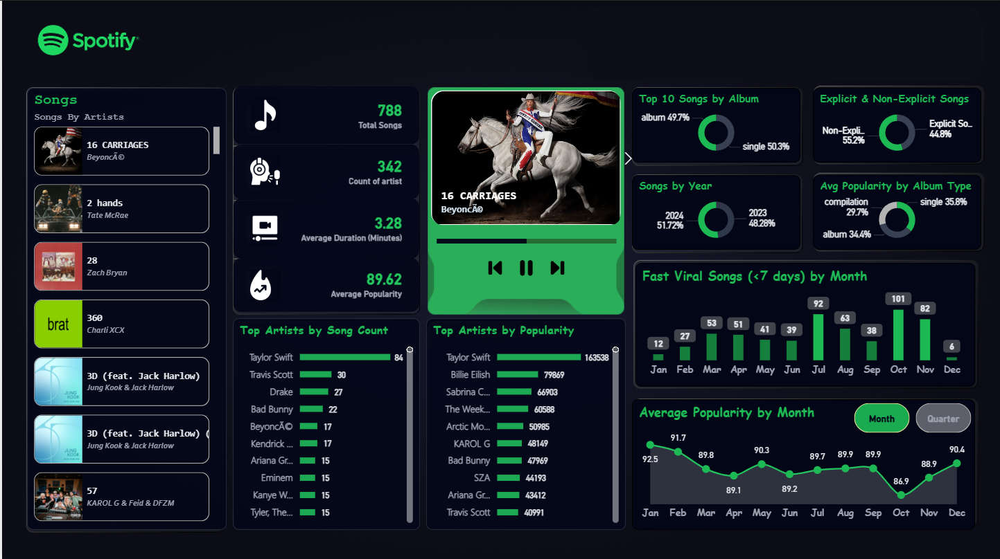 Spotify
Songs
Songs By Artists
16 CARRIAGES
BeyoncÃ©
2 hands
Tate McRae
28
Zach Bryan
brat
360
Charli XCX
JUNG
KOOK
3D (feat. Jack Harlow)
Jung Kook & Jack Harlow
JUNG
KOOK
3D (feat. Jack Harlow) (
Jung Kook & Jack Harlow
57
KAROL G & Feid & DFZM
788
Total Songs
342
Count of artist
3.28
Average Duration (Minutes)
89.62
Average Popularity
16 CARRIAGES
BeyoncÃ©
Top Artists by Song Count
Taylor Swift 84
Travis Scott 30
Drake 27
Bad Bunny 22
BeyoncÃ© 17
Kendrick ... 17
Ariana Gr... 15
Eminem 15
Kanye W... 15
Tyler, The... 15
Top Artists by Popularity
Taylor Swift 163538
Billie Eilish 79869
Sabrina C... 66903
The Week... 60588
Arctic Mo... 50985
KAROL G 48149
Bad Bunny 47969
SZA 44193
Ariana Gr... 43412
Travis Scott 40991
Top 10 Songs by Album
album 49.7%
single 50.3%
Explicit & Non-Explicit Songs
Non-Expli...
55.2%
Explicit So...
44.8%
Songs by Year
2024
51.72%
2023
48.28%
Avg Popularity by Album Type
compilation
29.7%
single 35.8%
album 34.4%
Fast Viral Songs (<7 days) by Month
12 27 53 51 41 39 92 63 38 101 82 6
Jan Feb Mar Apr May Jun Jul Aug Sep Oct Nov Dec
Average Popularity by Month
Month
Quarter
92.5 91.7 89.8 89.1 90.3 89.2 89.7 89.9 89.9 86.9 88.9 90.4
Jan Feb Mar Apr May Jun Jul Aug Sep Oct Nov Dec